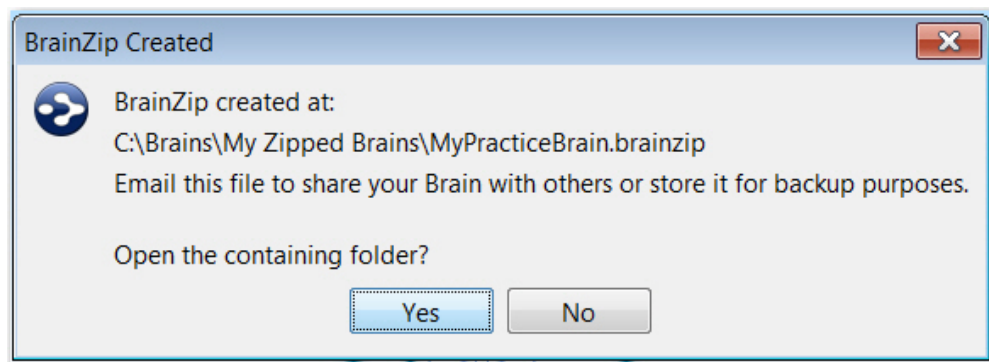 BrainZip Created
BrainZip created at:
C:\Brains\My Zipped Brains\MyPracticeBrain.brainzip
Email this file to share your Brain with others or store it for backup purposes.
Open the containing folder?
Yes No